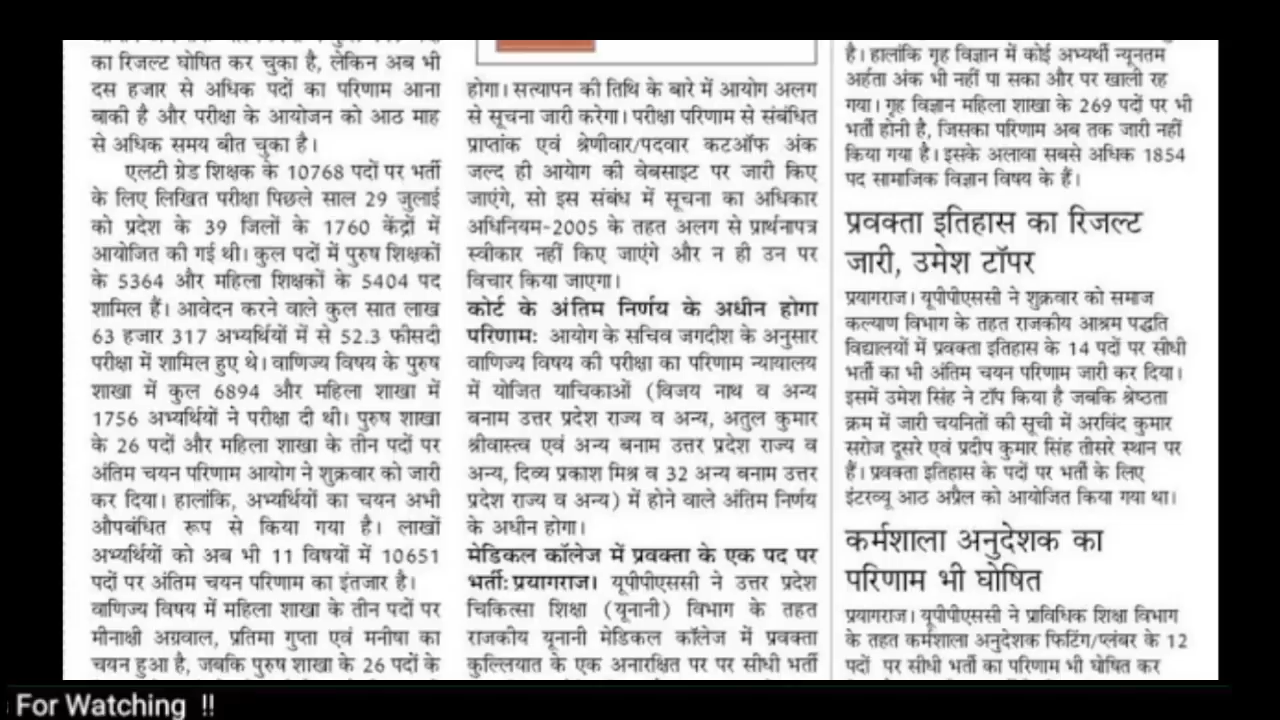 का रिजल्ट घोषित कर चुका है, लेकिन अब भी
दस हजार से अधिक पदों का परिणाम आना
बाकी है और परीक्षा के आयोजन को आठ माह
से अधिक समय बीत चुका है।
एलटी ग्रेड शिक्षक के 10768 पदों पर भर्ती
के लिए लिखित परीक्षा पिछले साल 29 जुलाई
को प्रदेश के 39 जिलों के 1760 केंद्रों में
आयोजित की गई थी। कुल पदों में पुरुष शिक्षकों
के 5364 और महिला शिक्षकों के 5404 पद
शामिल हैं। आवेदन करने वाले कुल सात लाख
63 हजार 317 अभ्यर्थियों में से 52.3 फीसदी
परीक्षा में शामिल हुए थे। वाणिज्य विषय के पुरुष
शाखा में कुल 6894 और महिला शाखा में
1756 अभ्यर्थियों ने परीक्षा दी थी। पुरुष शाखा
के 26 पदों और महिला शाखा के तीन पदों पर
अंतिम चयन परिणाम आयोग ने शुक्रवार को जारी
कर दिया। हालांकि, अभ्यर्थियों का चयन अभी
औपबंधित रूप से किया गया है। लाखों
अभ्यर्थियों को अब भी 11 विषयों में 10651
पदों पर अंतिम चयन परिणाम का इंतजार है।
वाणिज्य विषय में महिला शाखा के तीन पदों पर
मीनाक्षी अग्रवाल, प्रतिमा गुप्ता एवं मनीषा का
चयन हुआ है, जबकि पुरुष शाखा के 26 पदों के
होगा। सत्यापन की तिथि के बारे में आयोग अलग
से सूचना जारी करेगा। परीक्षा परिणाम से संबंधित
प्राप्तांक एवं श्रेणीवार/पदवार कटऑफ अंक
जल्द ही आयोग की वेबसाइट पर जारी किए
जाएंगे, सो इस संबंध में सूचना का अधिकार
अधिनियम-2005 के तहत अलग से प्रार्थनापत्र
स्वीकार नहीं किए जाएंगे और न ही उन पर
विचार किया जाएगा।
कोर्ट के अंतिम निर्णय के अधीन होगा
परिणाम: आयोग के सचिव जगदीश के अनुसार
वाणिज्य विषय की परीक्षा का परिणाम न्यायालय
में योजित याचिकाओं (विजय नाथ व अन्य
बनाम उत्तर प्रदेश राज्य व अन्य, अतुल कुमार
श्रीवास्त्व एवं अन्य बनाम उत्तर प्रदेश राज्य व
अन्य, दिव्य प्रकाश मिश्र व 32 अन्य बनाम उत्तर
प्रदेश राज्य व अन्य) में होने वाले अंतिम निर्णय
के अधीन होगा।
मेडिकल कॉलेज में प्रवक्ता के एक पद पर
भर्ती: प्रयागराज। यूपीपीएससी ने उत्तर प्रदेश
चिकित्सा शिक्षा (यूनानी) विभाग के तहत
राजकीय यूनानी मेडिकल कॉलेज में प्रवक्ता
कुल्लियात के एक अनारक्षित पर पर सीधी भर्ती
है। हालांकि गृह विज्ञान में कोई अभ्यर्थी न्यूनतम
अर्हता अंक भी नहीं पा सका और पर खाली रह
गया। गृह विज्ञान महिला शाखा के 269 पदों पर भी
भर्ती होनी है, जिसका परिणाम अब तक जारी नहीं
किया गया है। इसके अलावा सबसे अधिक 1854
पद सामाजिक विज्ञान विषय के हैं।
प्रवक्ता इतिहास का रिजल्ट
जारी, उमेश टॉपर
प्रयागराज। यूपीपीएससी ने शुक्रवार को समाज
कल्याण विभाग के तहत राजकीय आश्रम पद्धति
विद्यालयों में प्रवक्ता इतिहास के 14 पदों पर सीधी
भर्ती का भी अंतिम चयन परिणाम जारी कर दिया।
इसमें उमेश सिंह ने टॉप किया है जबकि श्रेष्ठता
क्रम में जारी चयनितों की सूची में अरविंद कुमार
सरोज दूसरे एवं प्रदीप कुमार सिंह तीसरे स्थान पर
हैं। प्रवक्ता इतिहास के पदों पर भर्ती के लिए
इंटरव्यू आठ अप्रैल को आयोजित किया गया था।
कर्मशाला अनुदेशक का
परिणाम भी घोषित
प्रयागराज। यूपीपीएससी ने प्राविधिक शिक्षा विभाग
के तहत कर्मशाला अनुदेशक फिटिंग/प्लंबर के 12
पदों पर सीधी भर्ती का परिणाम भी घोषित कर
For Watching !!